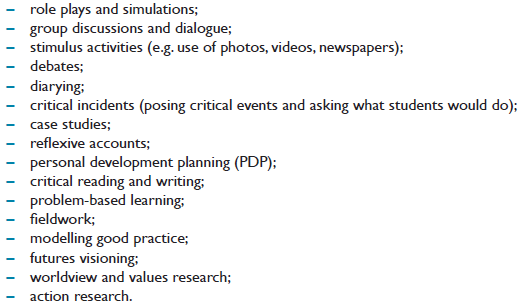 – role plays and simulations;
– group discussions and dialogue;
– stimulus activities (e.g. use of photos, videos, newspapers);
– debates;
– diarying;
– critical incidents (posing critical events and asking what students would do);
– case studies;
– reflexive accounts;
– personal development planning (PDP);
– critical reading and writing;
– problem-based learning;
– fieldwork;
– modelling good practice;
– futures visioning;
– worldview and values research;
– action research.